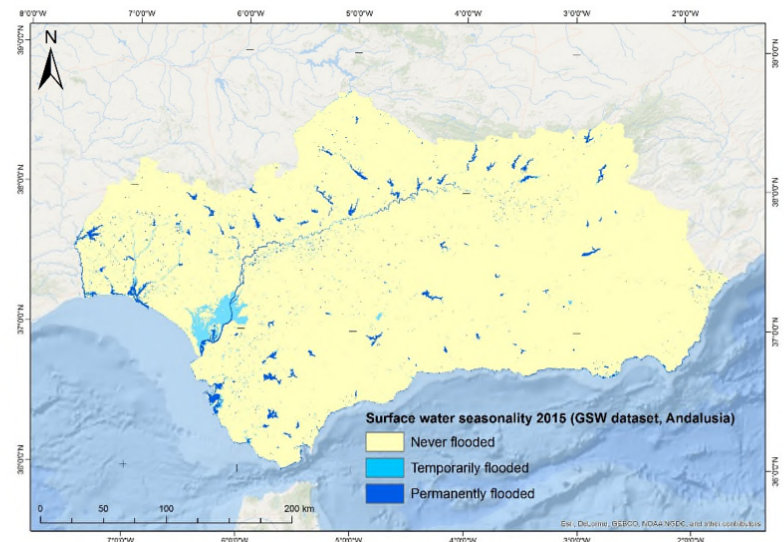 8°0'0"W 7°0'0"W 6°0'0"W 5°0'0"W 4°0'0"W 3°0'0"W 2°0'0"W
N
39°0'0"N 39°0'0"N
38°0'0"N 38°0'0"N
37°0'0"N 37°0'0"N
36°0'0"N 36°0'0"N
Surface water seasonality 2015 (GSW dataset, Andalusia)
Never flooded
Temporarily flooded
Permanently flooded
0 50 100 200 km
Esri, DeLorme, GEBCO, NOAA NGDC, and other contributors
7°0'0"W 6°0'0"W 5°0'0"W 4°0'0"W 3°0'0"W 2°0'0"W